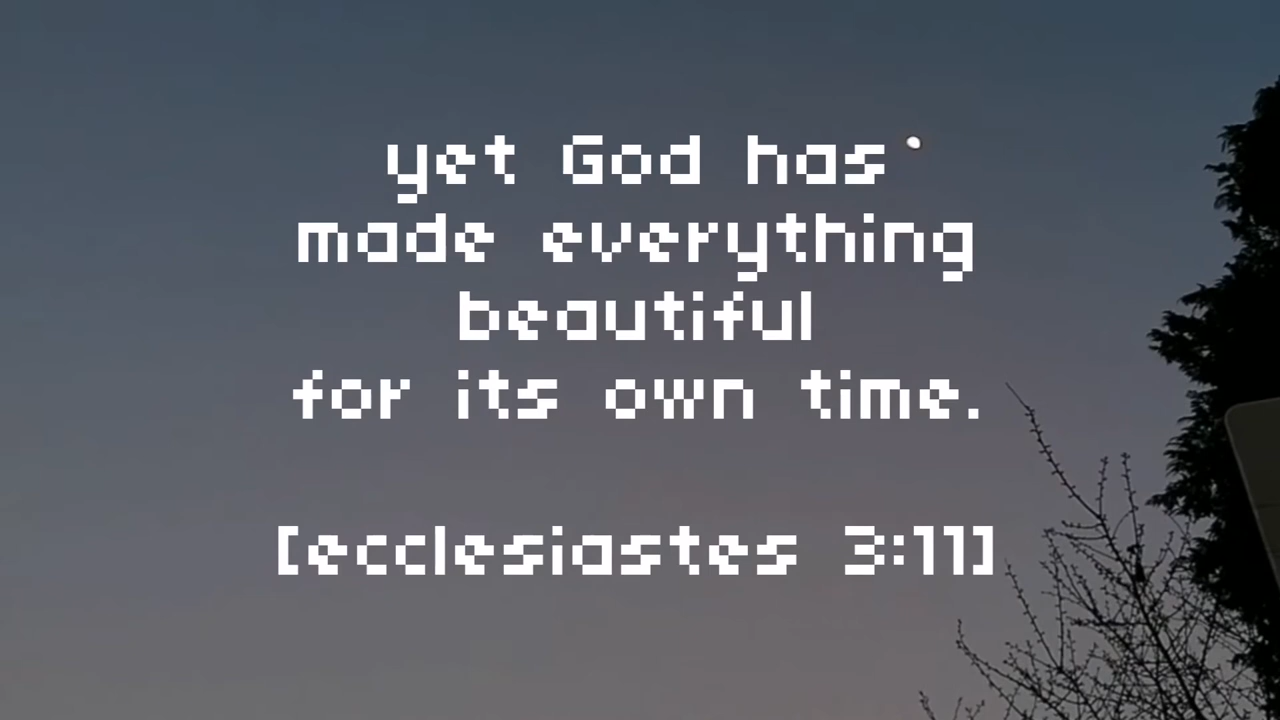 yet God has
made everything
beautiful
for its own time.
[ecclesiastes 3:11]